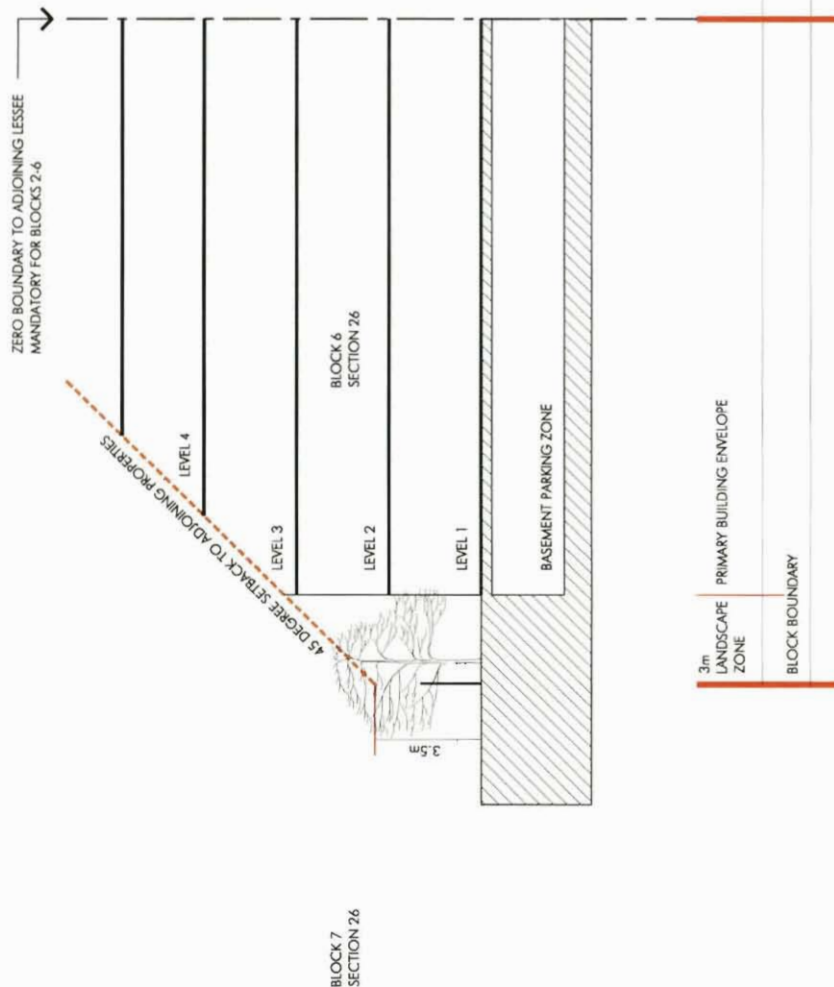 ZERO BOUNDARY TO ADJOINING LESSEE
MANDATORY FOR BLOCKS 2-6
45 DEGREE SETBACK TO ADJOINING PROPERTIES
LEVEL 4
BLOCK 6
SECTION 26
LEVEL 3
LEVEL 2
LEVEL 1
3.5m
BASEMENT PARKING ZONE
BLOCK 7
SECTION 26
3m
LANDSCAPE
ZONE
PRIMARY BUILDING ENVELOPE
BLOCK BOUNDARY